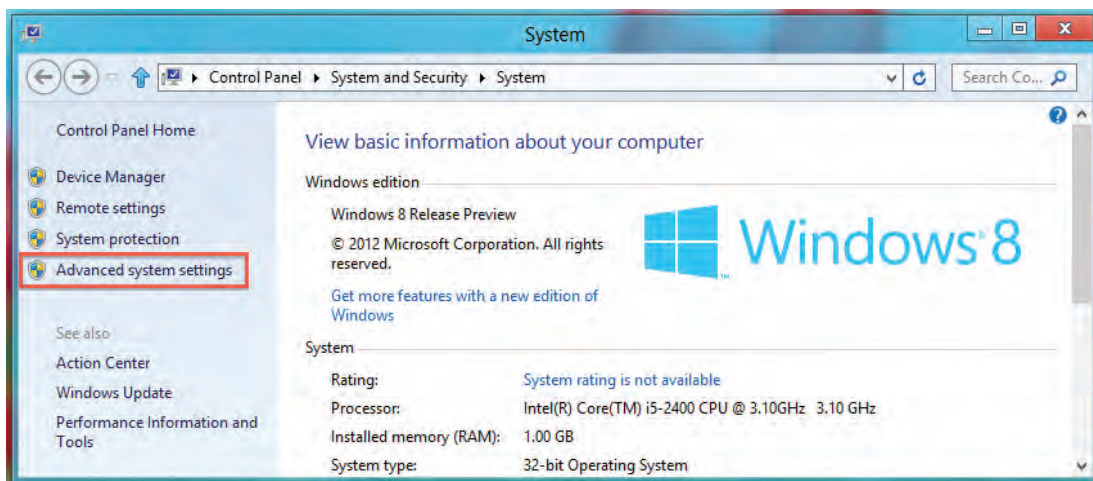 System
Control Panel ▸ System and Security ▸ System
Search Co...
Control Panel Home
Device Manager
Remote settings
System protection
Advanced system settings
See also
Action Center
Windows Update
Performance Information and
Tools
View basic information about your computer
Windows edition
Windows 8 Release Preview
© 2012 Microsoft Corporation. All rights
reserved.
Get more features with a new edition of
Windows
Windows 8
System
Rating: System rating is not available
Processor: Intel(R) Core(TM) i5-2400 CPU @ 3.10GHz 3.10 GHz
Installed memory (RAM): 1.00 GB
System type: 32-bit Operating System